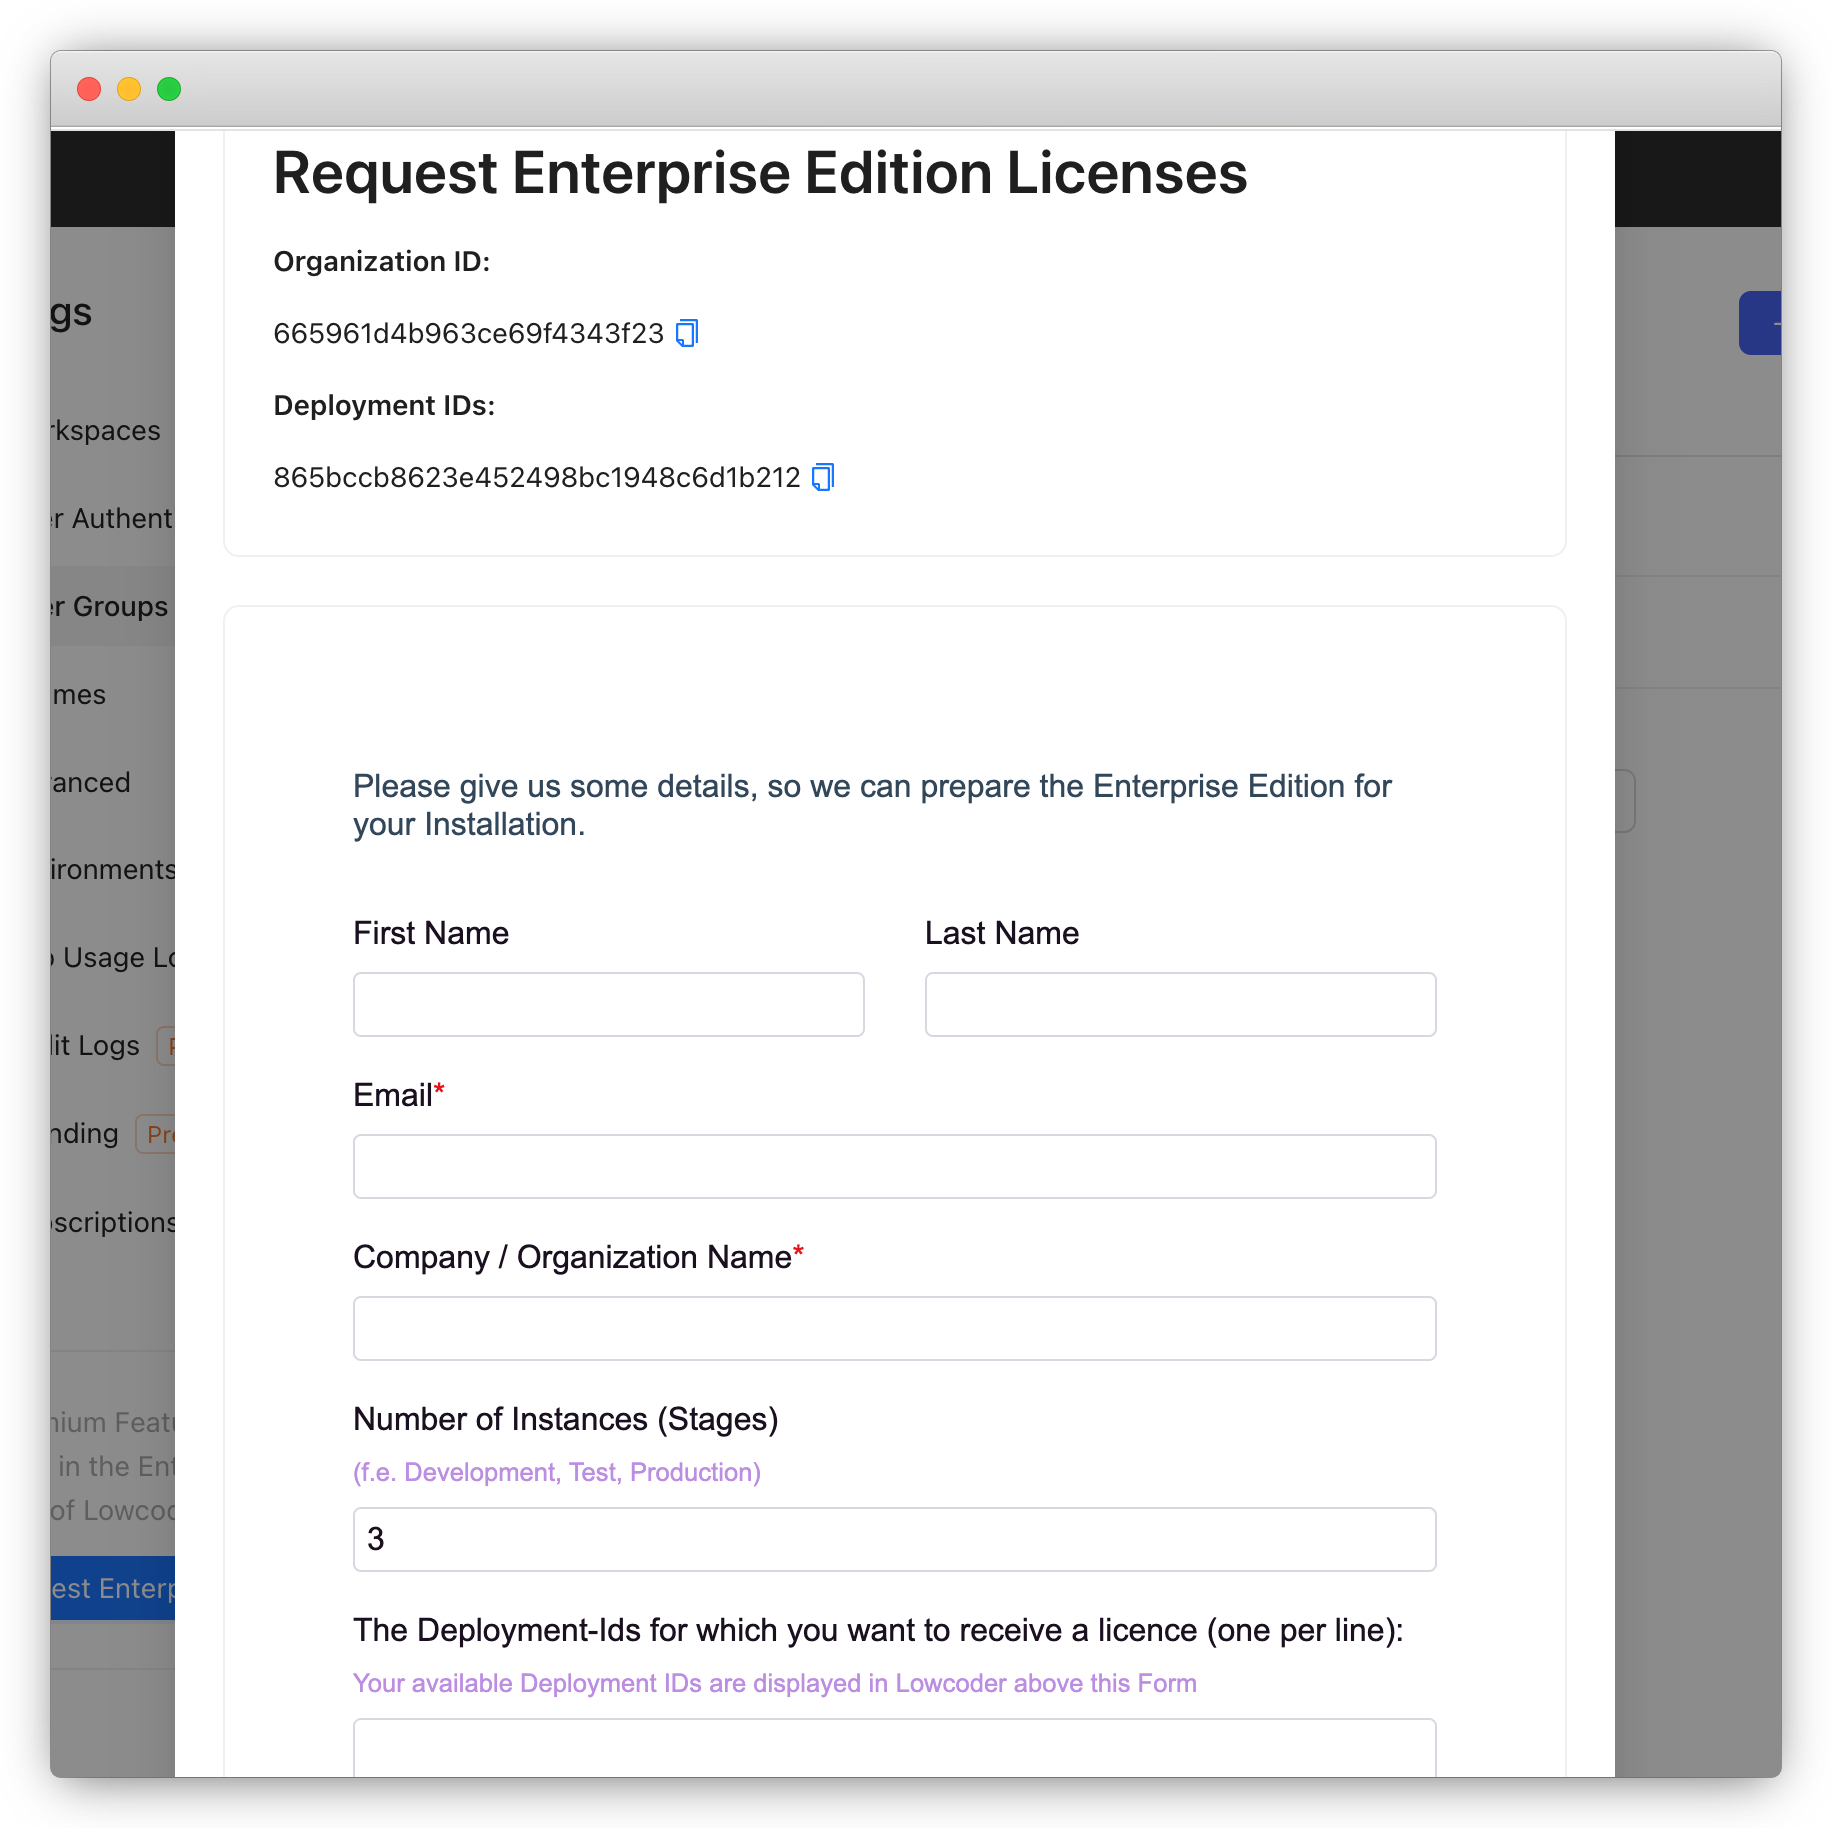 Request Enterprise Edition Licenses
Organization ID:
665961d4b963ce69f4343f23
Deployment IDs:
865bccb8623e452498bc1948c6d1b212
Please give us some details, so we can prepare the Enterprise Edition for
your Installation.
First Name
Last Name
Email*
Company / Organization Name*
Number of Instances (Stages)
(f.e. Development, Test, Production)
3
The Deployment-Ids for which you want to receive a licence (one per line):
Your available Deployment IDs are displayed in Lowcoder above this Form
gs
rkspaces
er Authent
er Groups
mes
anced
ironments
Usage Lo
lit Logs
nding Pre
scriptions
nium Featu
in the Ent
of Lowcod
est Enterp